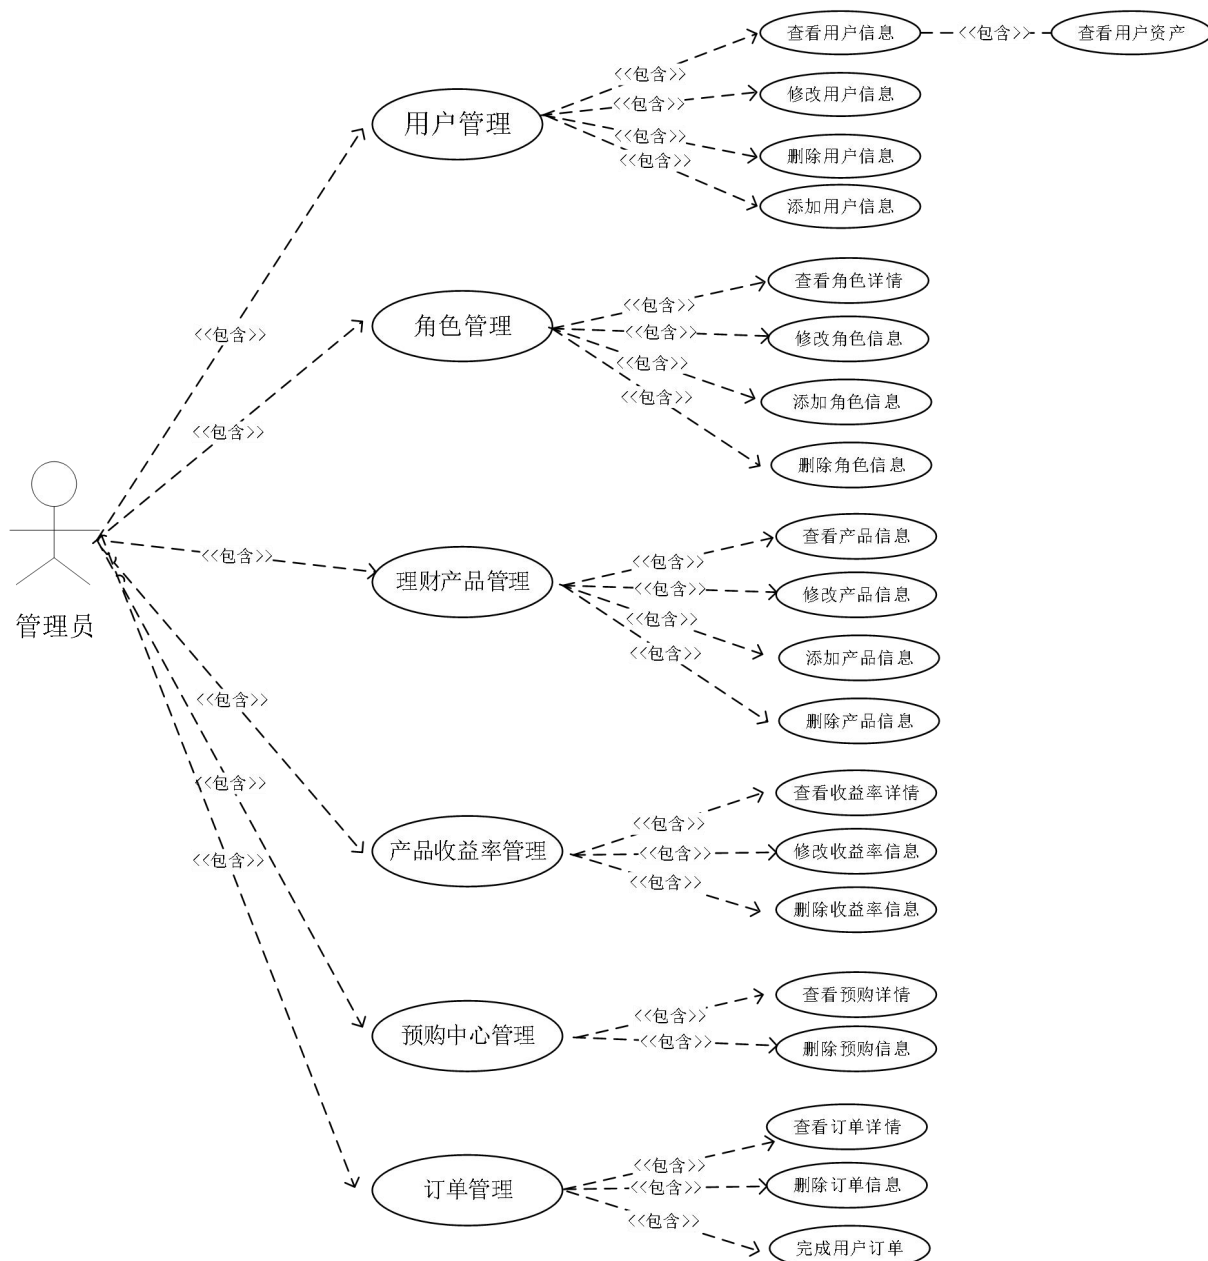 查看用户信息
<<包含>>
查看用户资产
<<包含>>
修改用户信息
<<包含>>
用户管理
<<包含>>
删除用户信息
<<包含>>
添加用户信息
查看角色详情
<<包含>>
<<包含>>
角色管理
<<包含>>
修改角色信息
<<包含>>
<<包含>>
添加角色信息
<<包含>>
删除角色信息
查看产品信息
<<包含>>
<<包含>>
理财产品管理
<<包含>>
修改产品信息
<<包含>>
管理员
<<包含>>
添加产品信息
<<包含>>
删除产品信息
<<包含>>
查看收益率详情
<<包含>>
<<包含>>
产品收益率管理
<<包含>>
修改收益率信息
<<包含>>
<<包含>>
删除收益率信息
查看预购详情
<<包含>>
预购中心管理
<<包含>>
删除预购信息
查看订单详情
<<包含>>
订单管理
<<包含>>
删除订单信息
<<包含>>
完成用户订单